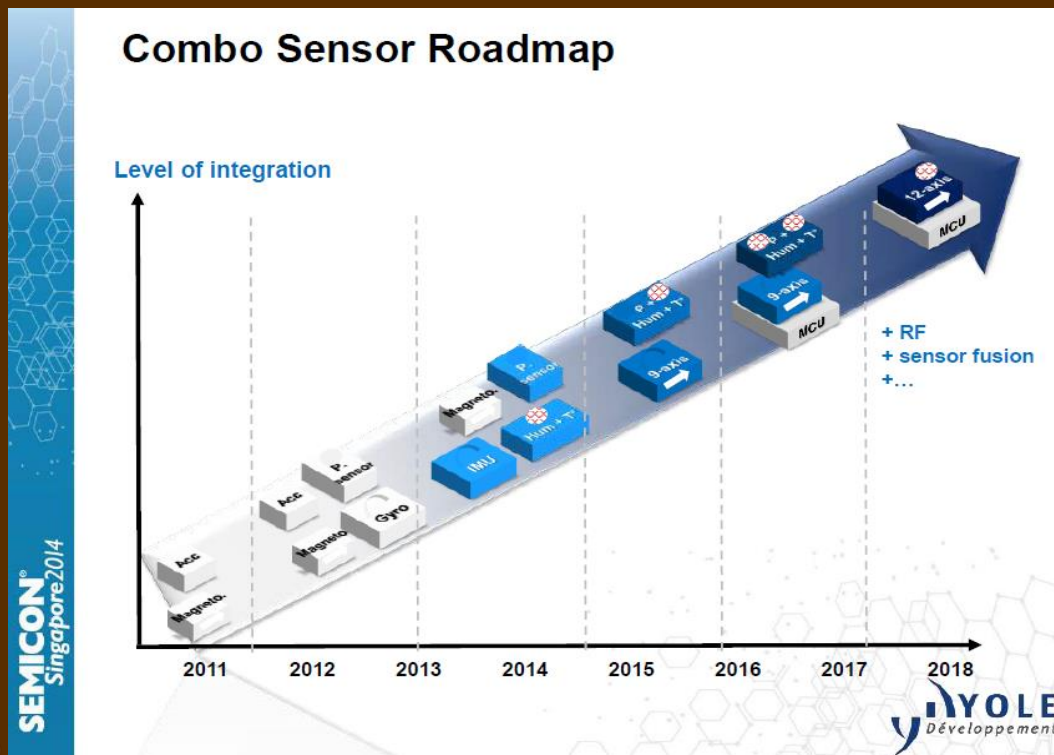 Combo Sensor Roadmap
Level of integration
Acc
Magneto.
Acc
P.
sensor
Magneto
Gyro
Magneto.
P.
sensor
IMU
Hum + T°
P +
Hum + T°
9-axis
P +
Hum + T°
9-axis
MCU
12-axis
MCU
+ RF
+ sensor fusion
+…
2011
2012
2013
2014
2015
2016
2017
2018
SEMICON®
Singapore2014
YOLE
Développement